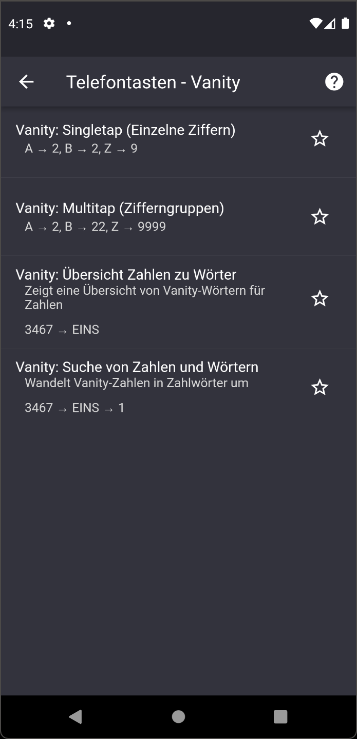 4:15
Telefontasten - Vanity
Vanity: Singletap (Einzelne Ziffern)
A → 2, B → 2, Z → 9
Vanity: Multitap (Zifferngruppen)
A → 2, B → 22, Z → 9999
Vanity: Übersicht Zahlen zu Wörter
Zeigt eine Übersicht von Vanity-Wörtern für
Zahlen
3467 → EINS
Vanity: Suche von Zahlen und Wörtern
Wandelt Vanity-Zahlen in Zahlwörter um
3467 → EINS → 1